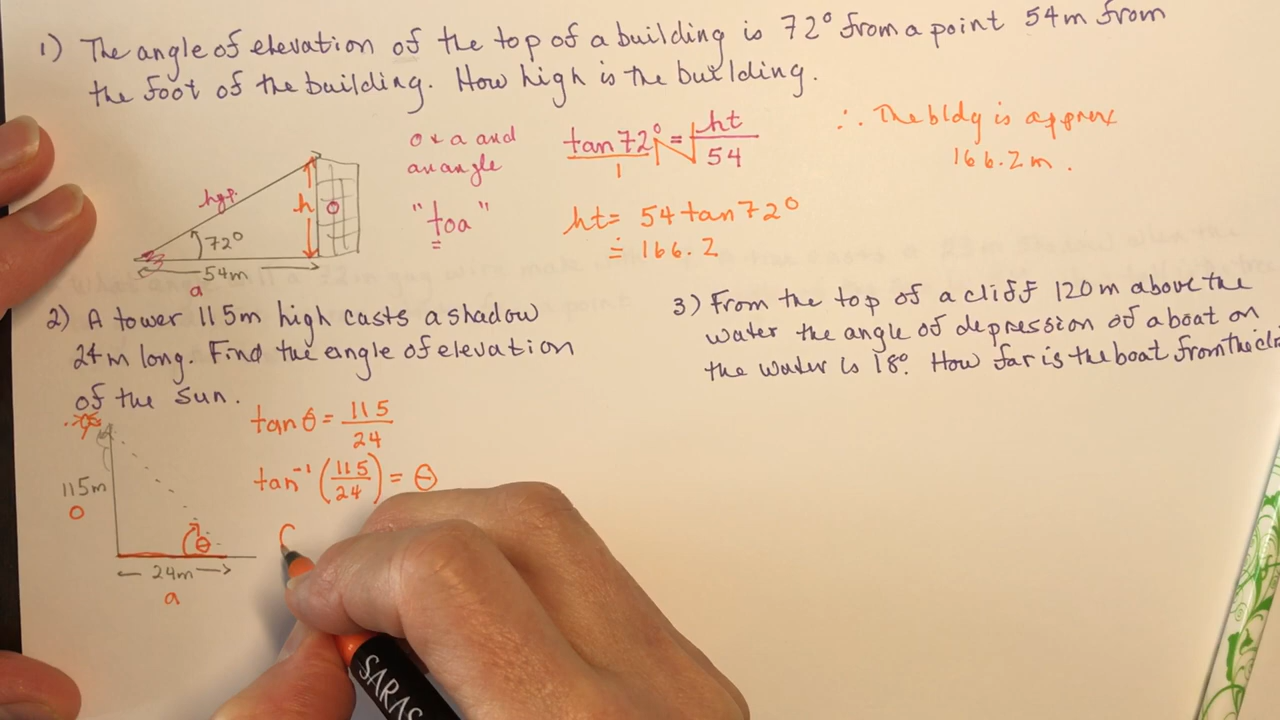 1) The angle of elevation of the top of a building is 72° from a point 54m from
the foot of the building. How high is the building.
hyp.
h
O
72°
54m
a
o & a and
an angle
"toa"
tan 72° = ht
1
54
ht = 54 tan 72°
≐ 166.2
∴ The bldg is approx
166.2 m.
2) A tower 115m high casts a shadow
24m long. Find the angle of elevation
of the sun.
115m
O
θ
24m
a
tan θ = 115
24
tan⁻¹ (115
24) = θ
3) From the top of a cliff 120m above the
water the angle of depression of a boat on
the water is 18°. How far is the boat from the
SARAS